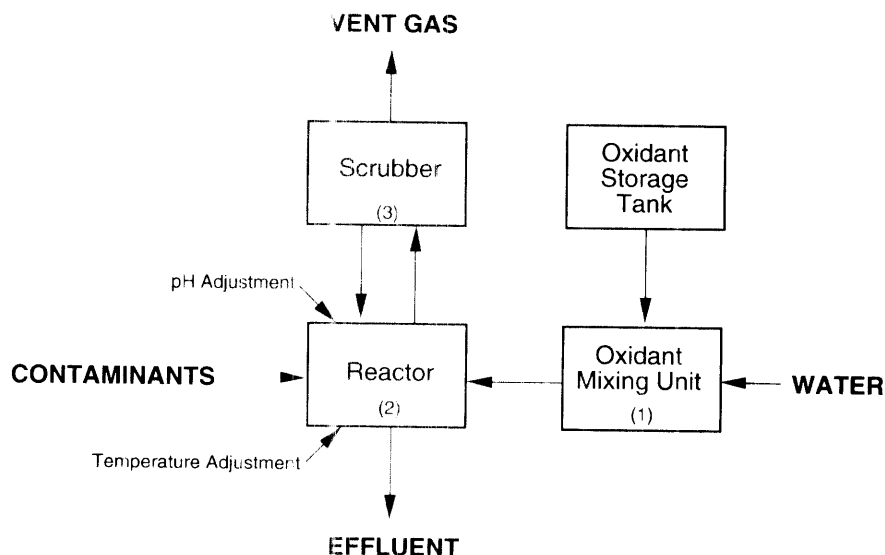 VENT GAS
Scrubber
(3)
Oxidant
Storage
Tank
pH Adjustment
CONTAMINANTS
Reactor
(2)
Oxidant
Mixing Unit
(1)
WATER
Temperature Adjustment
EFFLUENT